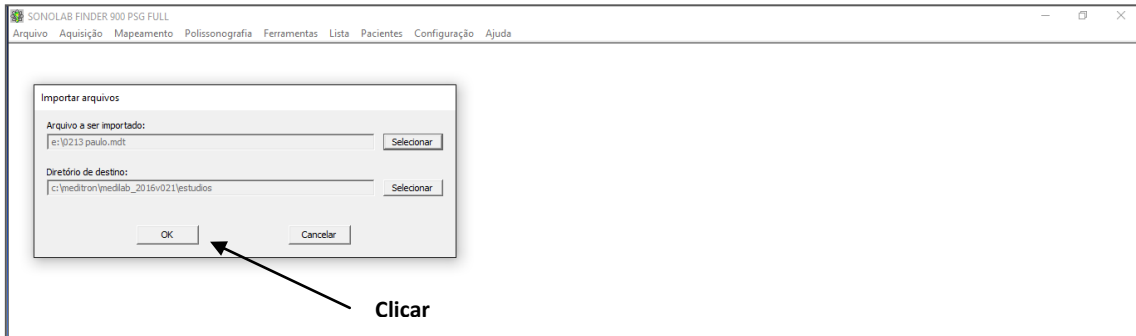 SONOLAB FINDER 900 PSG FULL
Arquivo Aquisição Mapeamento Polissonografia Ferramentas Lista Pacientes Configuração Ajuda
Importar arquivos
Arquivo a ser importado:
e:\0213 paulo.mdt Selecionar
Diretório de destino:
c:\meditron\medilab_2016v021\estudios Selecionar
OK Cancelar
Clicar